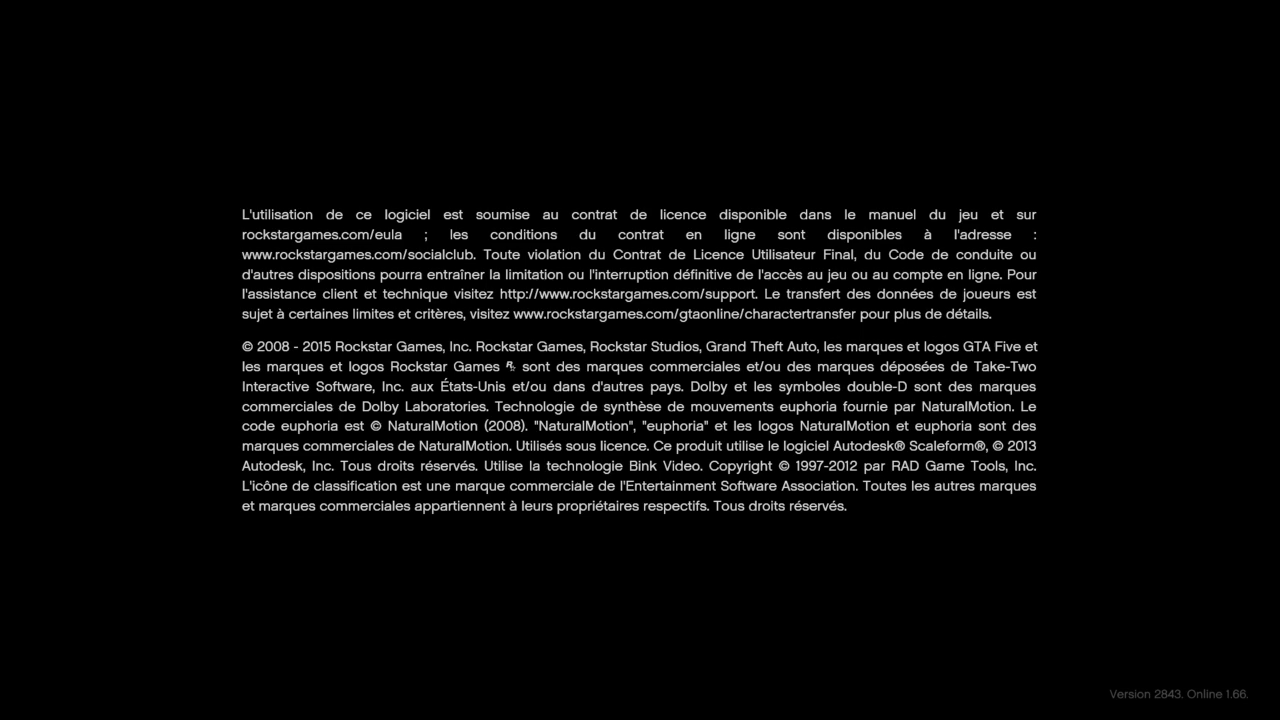 L'utilisation de ce logiciel est soumise au contrat de licence disponible dans le manuel du jeu et sur
rockstargames.com/eula ; les conditions du contrat en ligne sont disponibles à l'adresse :
www.rockstargames.com/socialclub. Toute violation du Contrat de Licence Utilisateur Final, du Code de conduite ou
d'autres dispositions pourra entraîner la limitation ou l'interruption définitive de l'accès au jeu ou au compte en ligne. Pour
l'assistance client et technique visitez http://www.rockstargames.com/support. Le transfert des données de joueurs est
sujet à certaines limites et critères, visitez www.rockstargames.com/gtaonline/charactertransfer pour plus de détails.
© 2008 - 2015 Rockstar Games, Inc. Rockstar Games, Rockstar Studios, Grand Theft Auto, les marques et logos GTA Five et
les marques et logos Rockstar Games R* sont des marques commerciales et/ou des marques déposées de Take-Two
Interactive Software, Inc. aux États-Unis et/ou dans d'autres pays. Dolby et les symboles double-D sont des marques
commerciales de Dolby Laboratories. Technologie de synthèse de mouvements euphoria fournie par NaturalMotion. Le
code euphoria est © NaturalMotion (2008). "NaturalMotion", "euphoria" et les logos NaturalMotion et euphoria sont des
marques commerciales de NaturalMotion. Utilisés sous licence. Ce produit utilise le logiciel Autodesk® Scaleform®, © 2013
Autodesk, Inc. Tous droits réservés. Utilise la technologie Bink Video. Copyright © 1997-2012 par RAD Game Tools, Inc.
L'icône de classification est une marque commerciale de l'Entertainment Software Association. Toutes les autres marques
et marques commerciales appartiennent à leurs propriétaires respectifs. Tous droits réservés.
Version 2843. Online 1.66.